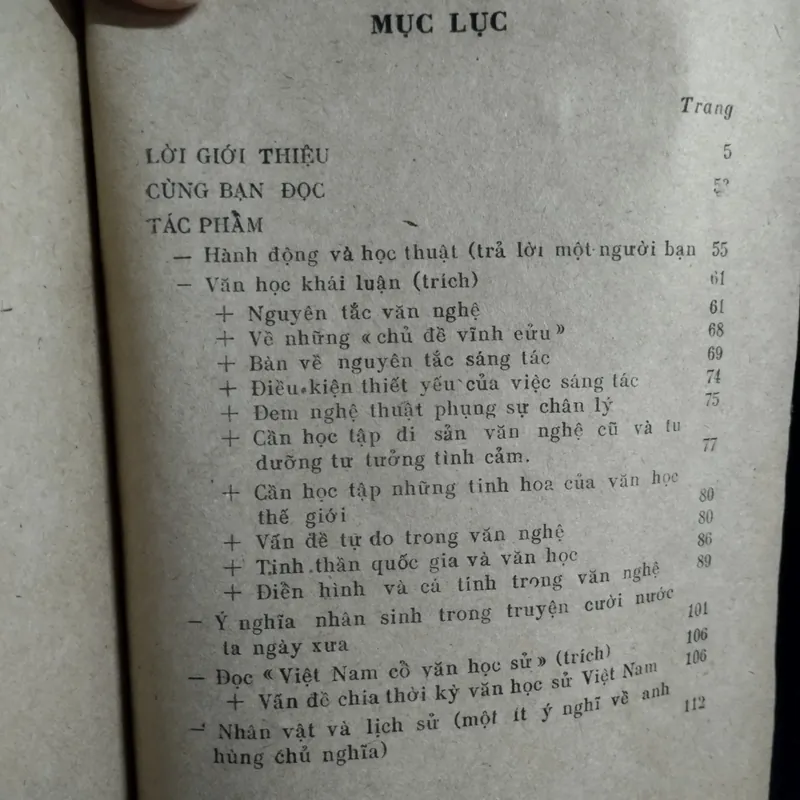 MỤC LỤC
Trang
LỜI GIỚI THIỆU 5
CÙNG BẠN ĐỌC
TÁC PHẨM
— Hành động và học thuật (trả lời một người bạn 55
— Văn học khái luận (trích) 61
+ Nguyên tắc văn nghệ 61
+ Về những «chủ đề vĩnh cửu» 68
+ Bàn về nguyên tắc sáng tác 69
+ Điều kiện thiết yếu của việc sáng tác 74
+ Đem nghệ thuật phụng sự chân lý 75
+ Cần học tập di sản văn nghệ cũ và tu
dưỡng tư tưởng tình cảm. 77
+ Cần học tập những tinh hoa của văn học
thế giới 80
+ Vấn đề tự do trong văn nghệ 80
+ Tinh thần quốc gia và văn học 86
+ Điển hình và cá tính trong văn nghệ 89
— Ý nghĩa nhân sinh trong truyện cười nước
ta ngày xưa 101
— Đọc «Việt Nam cổ văn học sử» (trích) 106
+ Vấn đề chia thời kỳ văn học sử Việt Nam 106
— Nhân vật và lịch sử (một ít ý nghĩ về anh
hùng chủ nghĩa) 112